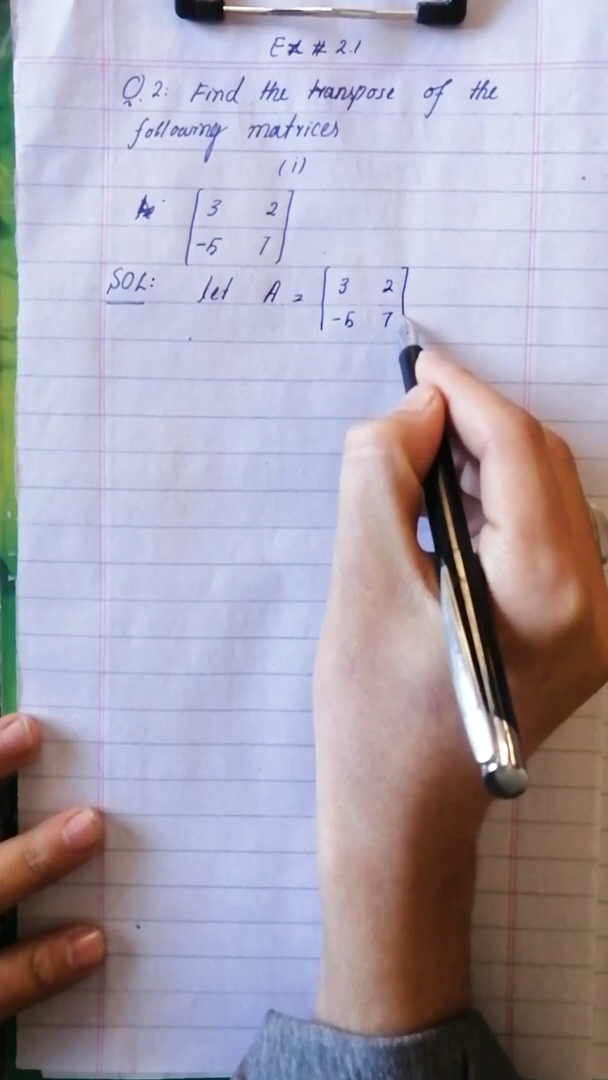 Ex # 2.1
Q.2: Find the transpose of the
following matrices
(i)
[3 2
-5 7]
SOL: let A = [3 2
-5 7]